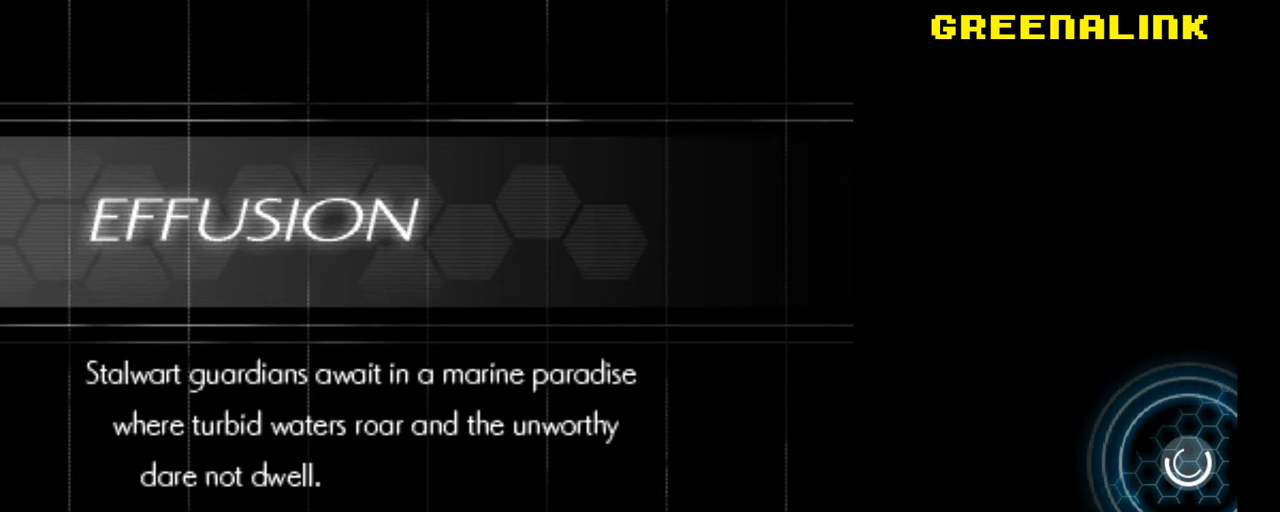 GREENALINK
EFFUSION
Stalwart guardians await in a marine paradise
where turbid waters roar and the unworthy
dare not dwell.